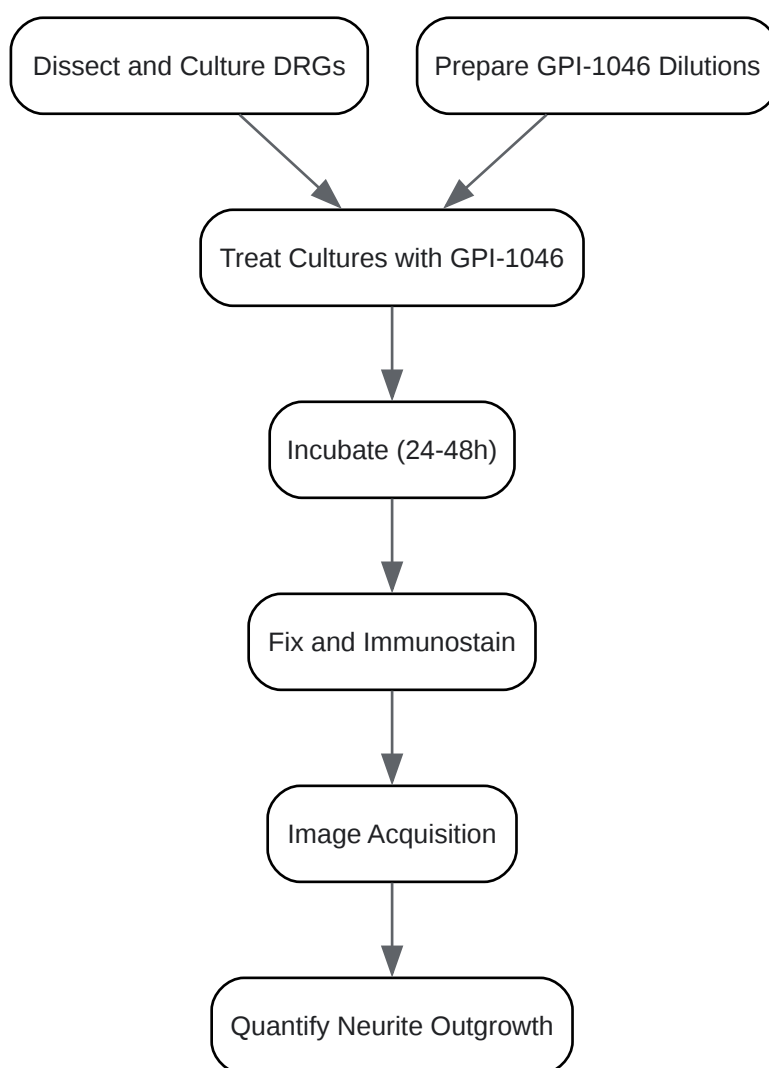 Dissect and Culture DRGs
Prepare GPI-1046 Dilutions
Treat Cultures with GPI-1046
Incubate (24-48h)
Fix and Immunostain
Image Acquisition
Quantify Neurite Outgrowth